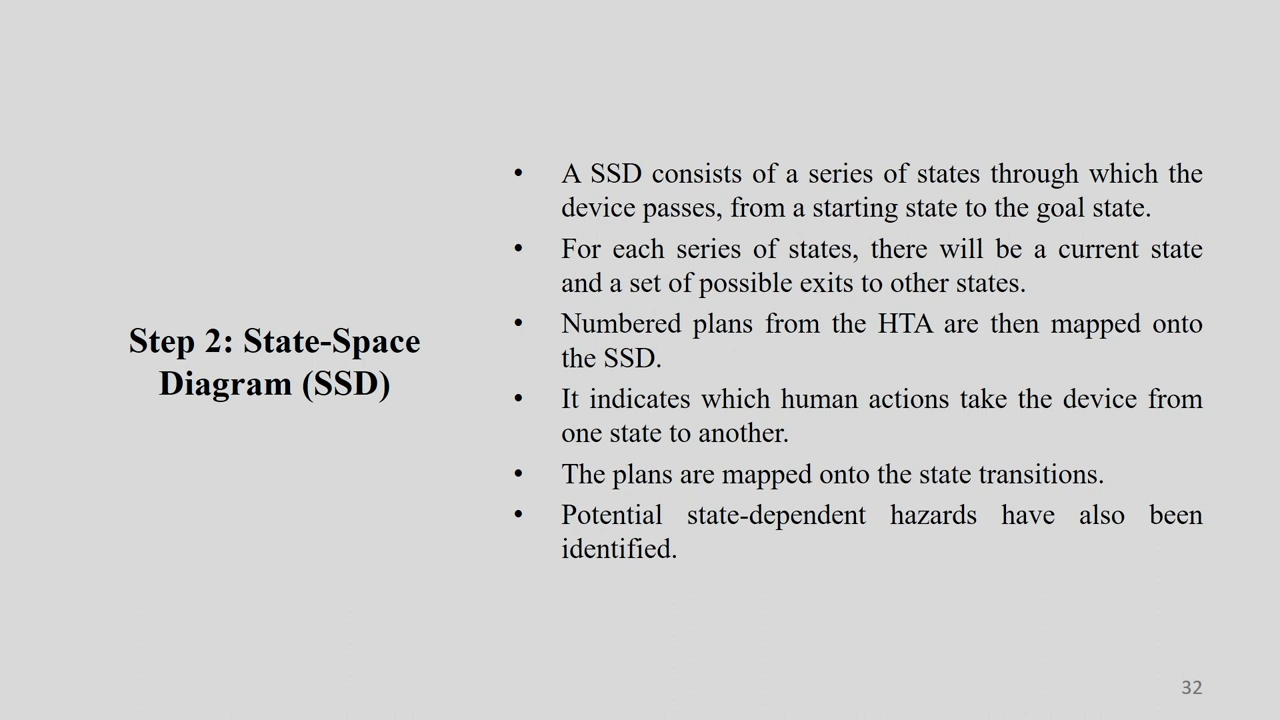 Step 2: State-Space
Diagram (SSD)
• A SSD consists of a series of states through which the
device passes, from a starting state to the goal state.
• For each series of states, there will be a current state
and a set of possible exits to other states.
• Numbered plans from the HTA are then mapped onto
the SSD.
• It indicates which human actions take the device from
one state to another.
• The plans are mapped onto the state transitions.
• Potential state-dependent hazards have also been
identified.
32